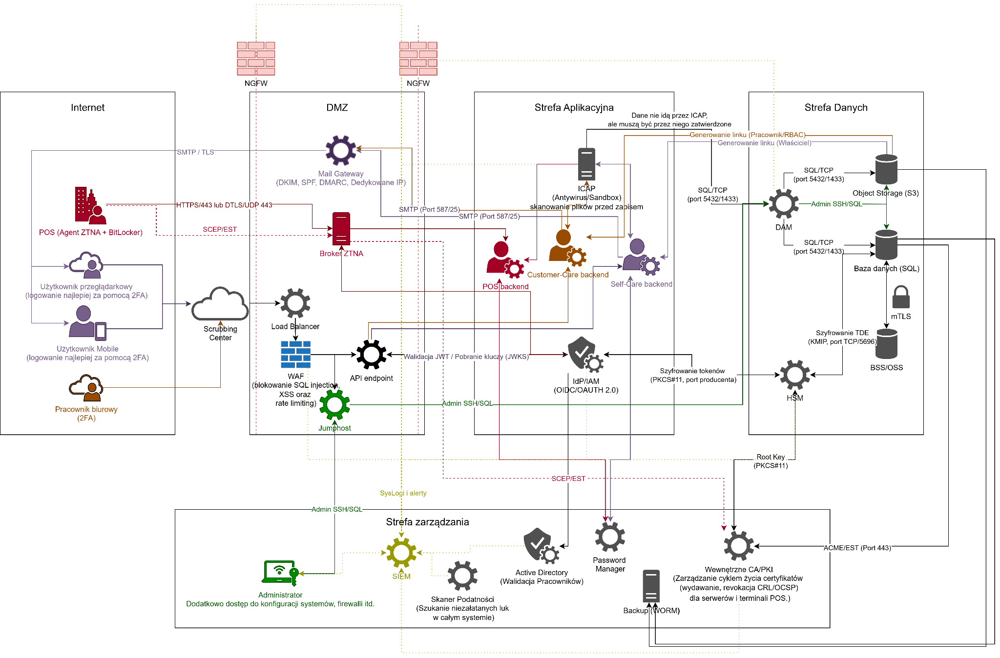 NGFW
NGFW
Internet
DMZ
Strefa Aplikacyjna
Strefa Danych
Dane nie idą przez ICAP,
ale muszą być przez niego zatwierdzone
Generowanie linku (Pracownik/RBAC)
Generowanie linku (Właściciel)
SMTP / TLS
Mail Gateway
(DKIM, SPF, DMARC, Dedykowane IP)
ICAP
(Antywirus/Sandbox)
skanowanie plików przed zapisem
SQL/TCP
(port 5432/1433)
SQL/TCP
(port 5432/1433)
Object Storage (S3)
HTTPS/443 lub DTLS/UDP 443
SMTP (Port 587/25)
SMTP (Port 587/25)
Admin SSH/SQL
POS (Agent ZTNA + BitLocker)
SCEP/EST
DAM
SQL/TCP
(port 5432/1433)
Broker ZTNA
Baza danych (SQL)
Customer-Care backend
POS backend
Self-Care backend
Użytkownik przeglądarkowy
(logowanie najlepiej za pomocą 2FA)
Scrubbing
Center
Load Balancer
mTLS
Szyfrowanie TDE
(KMIP, port TCP/5696)
BSS/OSS
Użytkownik Mobile
(logowanie najlepiej za pomocą 2FA)
Walidacja JWT / Pobranie kluczy (JWKS)
WAF
(blokowanie SQL injection,
XSS oraz
rate limiting)
API endpoint
IdP/IAM
(OIDC/OAUTH 2.0)
Szyfrowanie tokenów
(PKCS#11, port producenta)
HSM
Pracownik biurowy
(2FA)
Admin SSH/SQL
Jumphost
Root Key
(PKCS#11)
SCEP/EST
SysLogi i alerty
Admin SSH/SQL
Strefa zarządzania
ACME/EST (Port 443)
Password
Manager
Active Directory
(Walidacja Pracowników)
SIEM
Wewnętrzne CA/PKI
(Zarządzanie cyklem życia certyfikatów
(wydawanie, revokacja CRL/OCSP)
dla serwerów i terminali POS.)
Administrator
Dodatkowo dostęp do konfiguracji systemów, firewalli itd.
Skaner Podatności
(Szukanie niezałatanych luk
w całym systemie)
Backup (WORM)